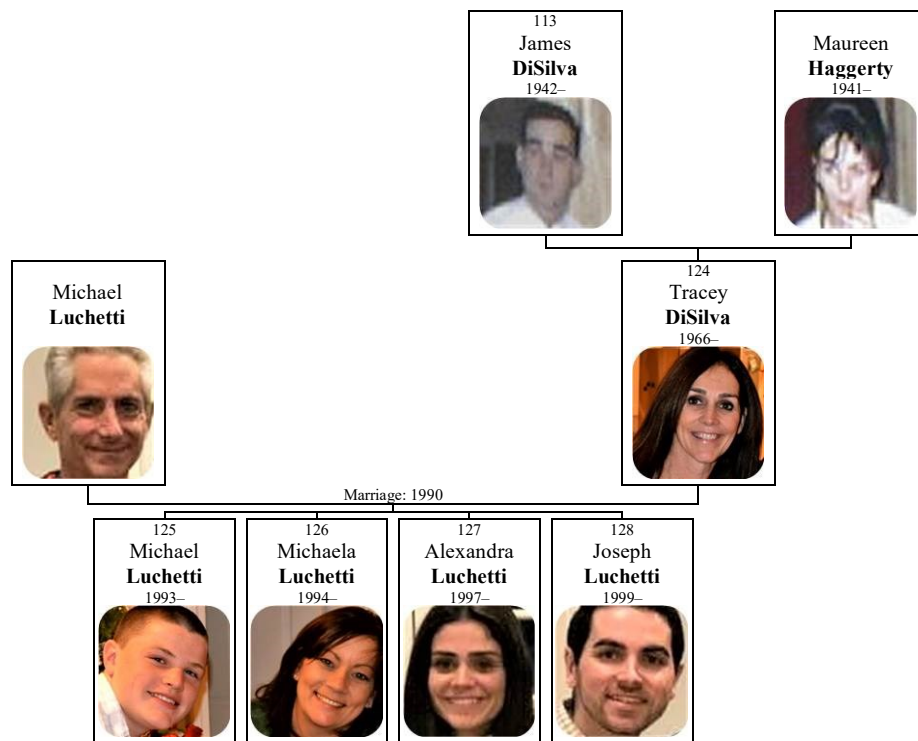 113
James
DiSilva
1942–
Maureen
Haggerty
1941–
Michael
Luchetti
124
Tracey
DiSilva
1966–
Marriage: 1990
125
Michael
Luchetti
1993–
126
Michaela
Luchetti
1994–
127
Alexandra
Luchetti
1997–
128
Joseph
Luchetti
1999–